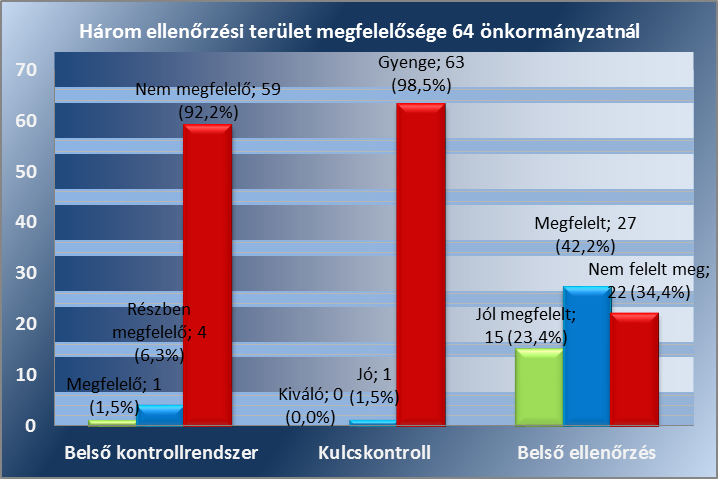 Három ellenőrzési terület megfelelősége 64 önkormányzatnál
70
60
50
40
30
20
10
0
Megfelelő; 1
(1,5%)
Részben
megfelelő; 4
(6,3%)
Nem megfelelő; 59
(92,2%)
Kiváló; 0
(0,0%)
Jó; 1
(1,5%)
Gyenge; 63
(98,5%)
Jól megfelelt;
15 (23,4%)
Megfelelt; 27
(42,2%)
Nem felelt meg;
22 (34,4%)
Belső kontrollrendszer
Kulcskontroll
Belső ellenőrzés